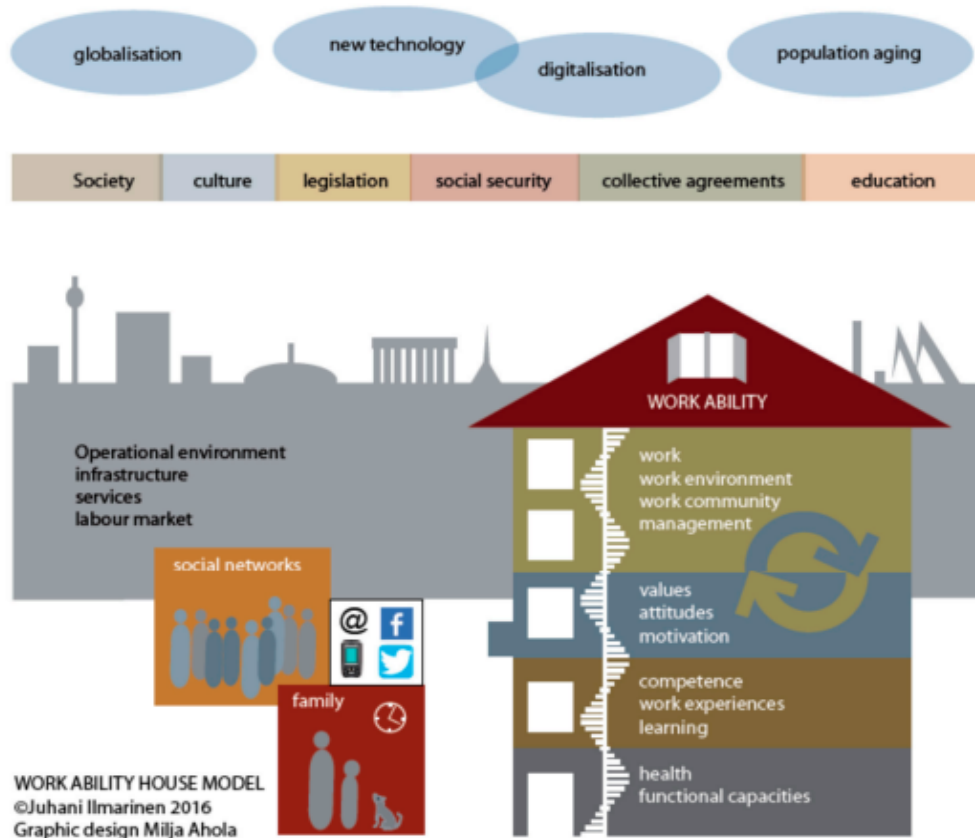 globalisation
new technology
digitalisation
population aging
Society
culture
legislation
social security
collective agreements
education
WORK ABILITY
work
work environment
work community
management
values
attitudes
motivation
competence
work experiences
learning
health
functional capacities
Operational environment
infrastructure
services
labour market
social networks
@
f
family
WORK ABILITY HOUSE MODEL
©Juhani Ilmarinen 2016
Graphic design Milja Ahola